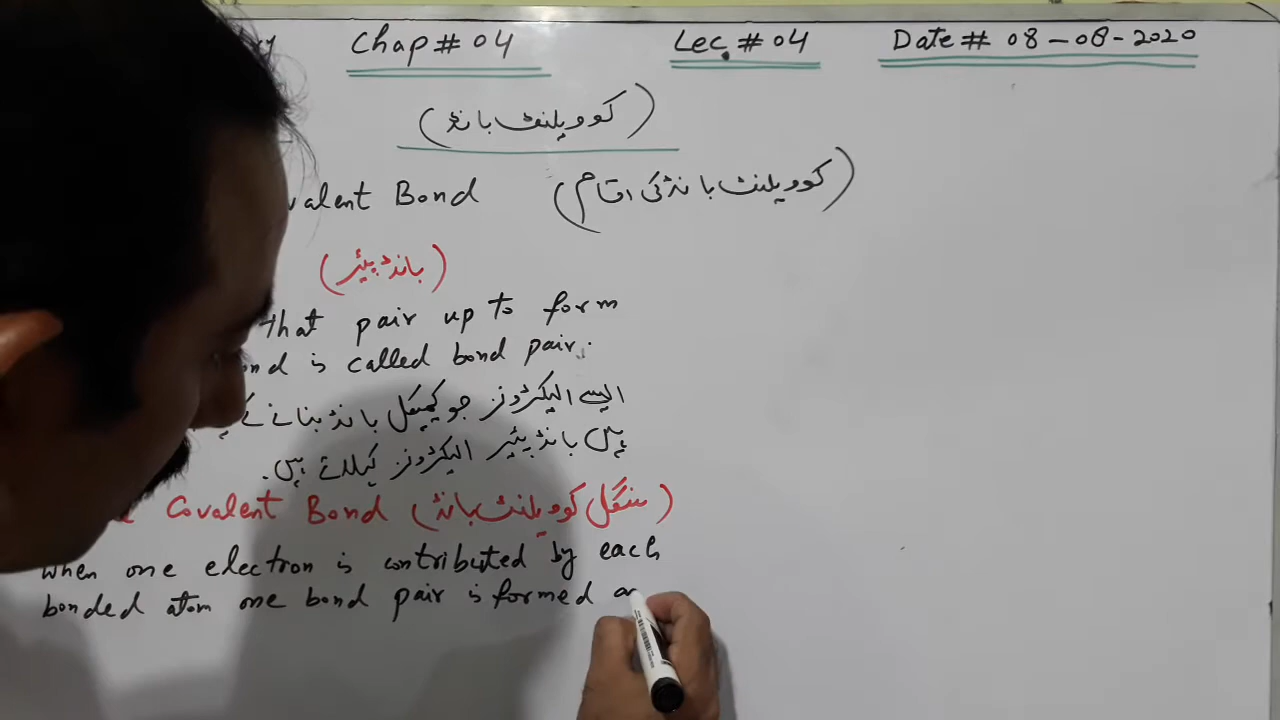 Chap # 04 Lec. # 04 Date # 08-08-2020
(کوویلنٹ بانڈ)
valent Bond (کوویلنٹ بانڈ کی اقسام)
(بانڈ پیئر)
that pair up to form
ond is called bond pair.
ایسے الیکٹرونز جو کیمیکل بانڈ بنانے کے
ہیں بانڈ پیئر الیکٹرونز کہلاتے ہیں.
Covalent Bond (سنگل کوویلنٹ بانڈ)
When one electron is contributed by each
bonded atom one bond pair is formed an